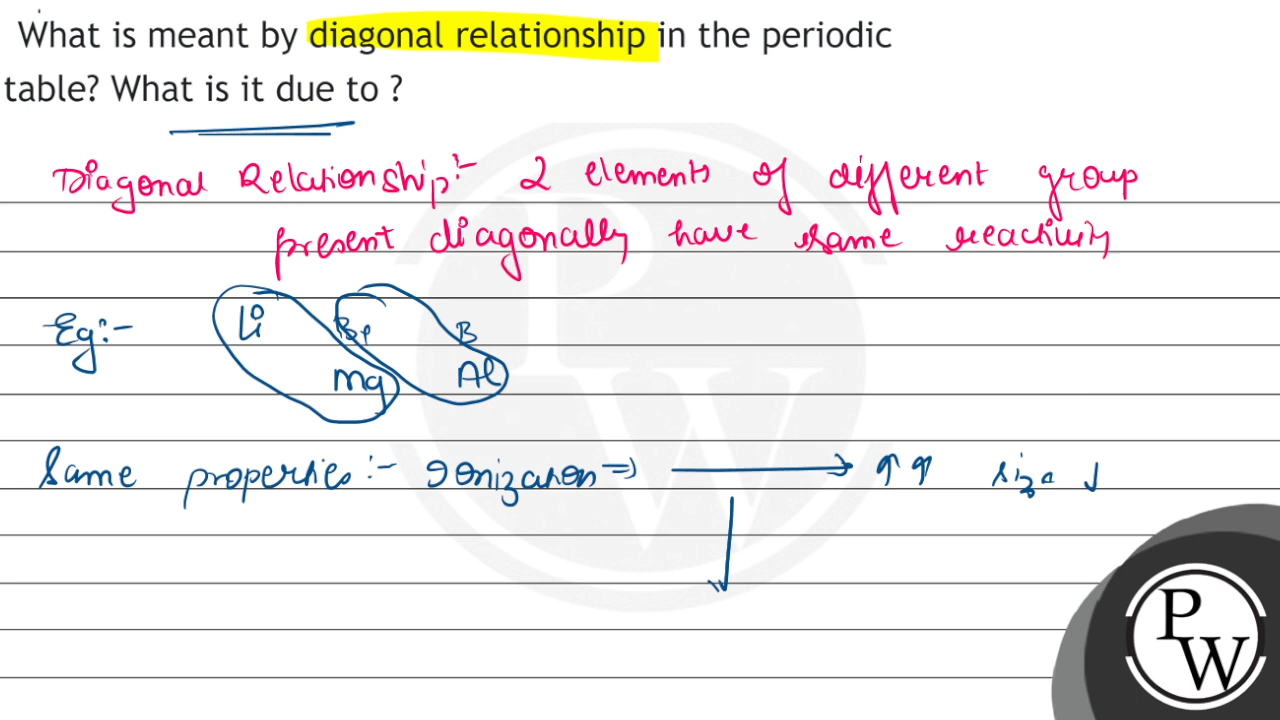 What is meant by diagonal relationship in the periodic
table? What is it due to ?
Diagonal Relationship:- 2 elements of different group
present diagonally have same reactivity
Eg:- Li Be B
Mg Al
Same properties:- Ionization ⇒ → ↑↑ size ↓
↓
P
W